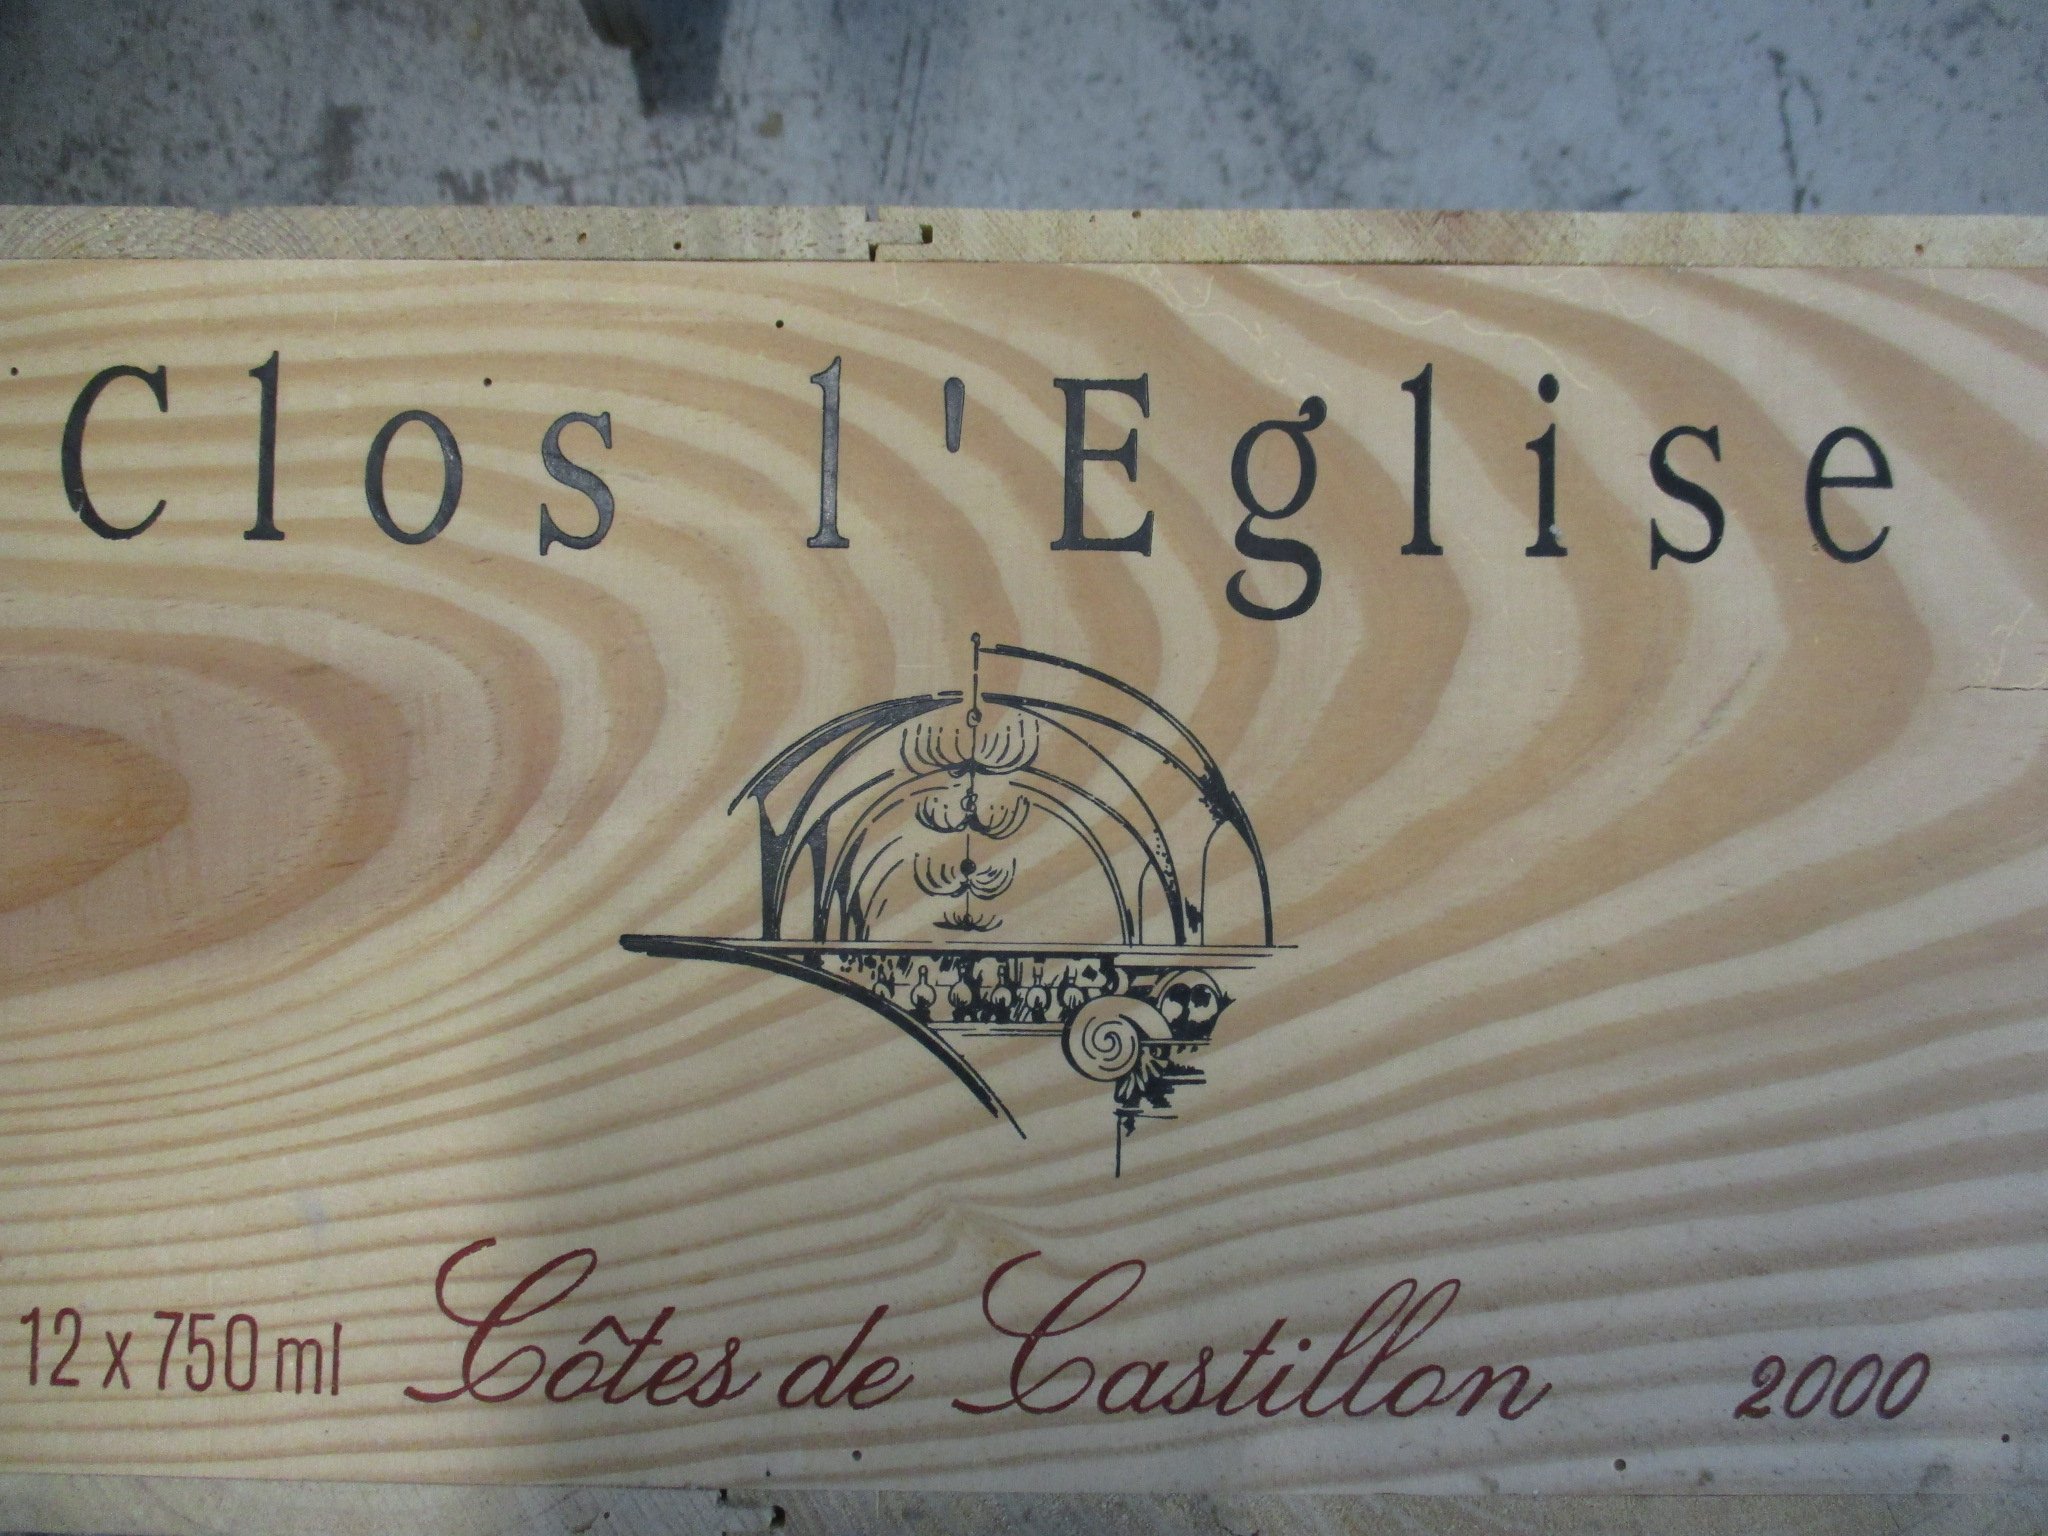 Clos l'Eglise
12 x 750 ml Côtes de Castillon 2000